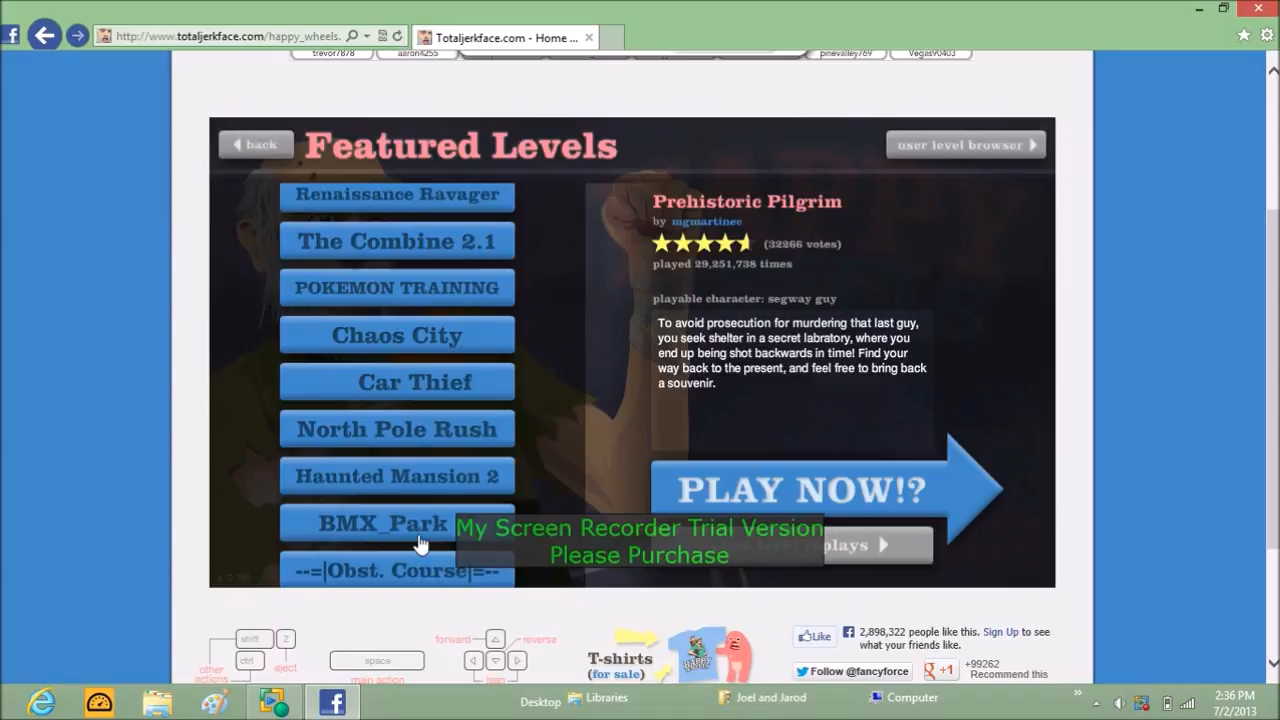 http://www.totaljerkface.com/happy_wheels.
Totaljerkface.com - Home ...
trevor7878
aaron4255
pinevalley769
Vegas90403
back
Featured Levels
user level browser
Renaissance Ravager
The Combine 2.1
POKEMON TRAINING
Chaos City
Car Thief
North Pole Rush
Haunted Mansion 2
BMX_Park
--=|Obst. Course|=--
Prehistoric Pilgrim
by mgmartinee
(32266 votes)
played 29,251,738 times
playable character: segway guy
To avoid prosecution for murdering that last guy,
you seek shelter in a secret labratory, where you
end up being shot backwards in time! Find your
way back to the present, and feel free to bring back
a souvenir.
PLAY NOW!?
My Screen Recorder Trial Version
Please Purchase
plays
shift
z
ctrl
other
actions
eject
space
main action
forward
reverse
lean
T-shirts
(for sale)
Like
2,898,322 people like this. Sign Up to see
what your friends like.
Follow @fancyforce
+1
+99262
Recommend this
Desktop
Libraries
Joel and Jarod
Computer
2:36 PM
7/2/2013